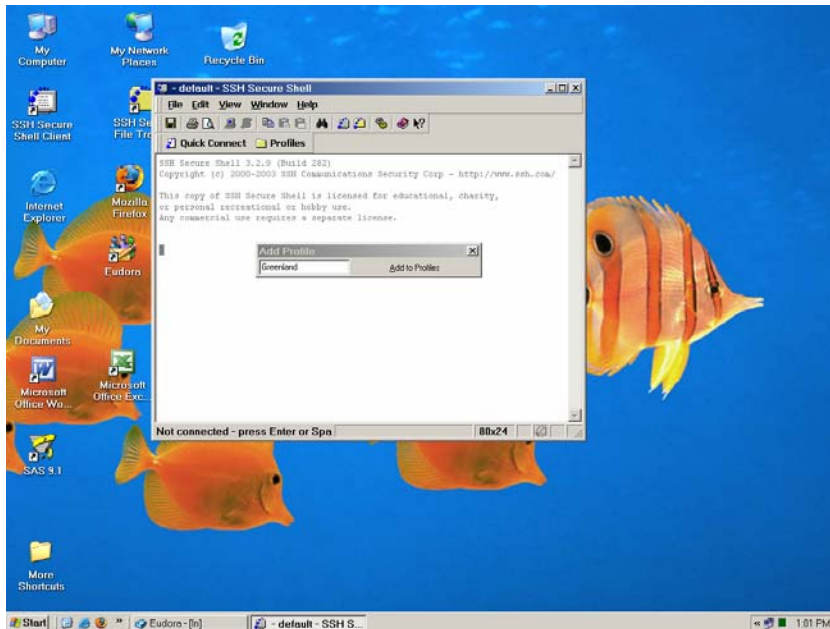 My Computer
My Network Places
Recycle Bin
SSH Secure Shell Client
SSH Se
File Tra
Internet Explorer
Mozilla Firefox
Eudora
My Documents
Microsoft Office Wo...
Microsoft Office Exc...
SAS 9.1
More Shortcuts
- default - SSH Secure Shell
File Edit View Window Help
Quick Connect Profiles
SSH Secure Shell 3.2.9 (Build 282)
Copyright (c) 2000-2003 SSH Communications Security Corp - http://www.ssh.com/
This copy of SSH Secure Shell is licensed for educational, charity,
or personal recreational or hobby use.
Any commercial use requires a separate license.
Add Profile
Greenland
Add to Profiles
Not connected - press Enter or Spa
80x24
Start
Eudora - [In]
- default - SSH S...
1:01 PM